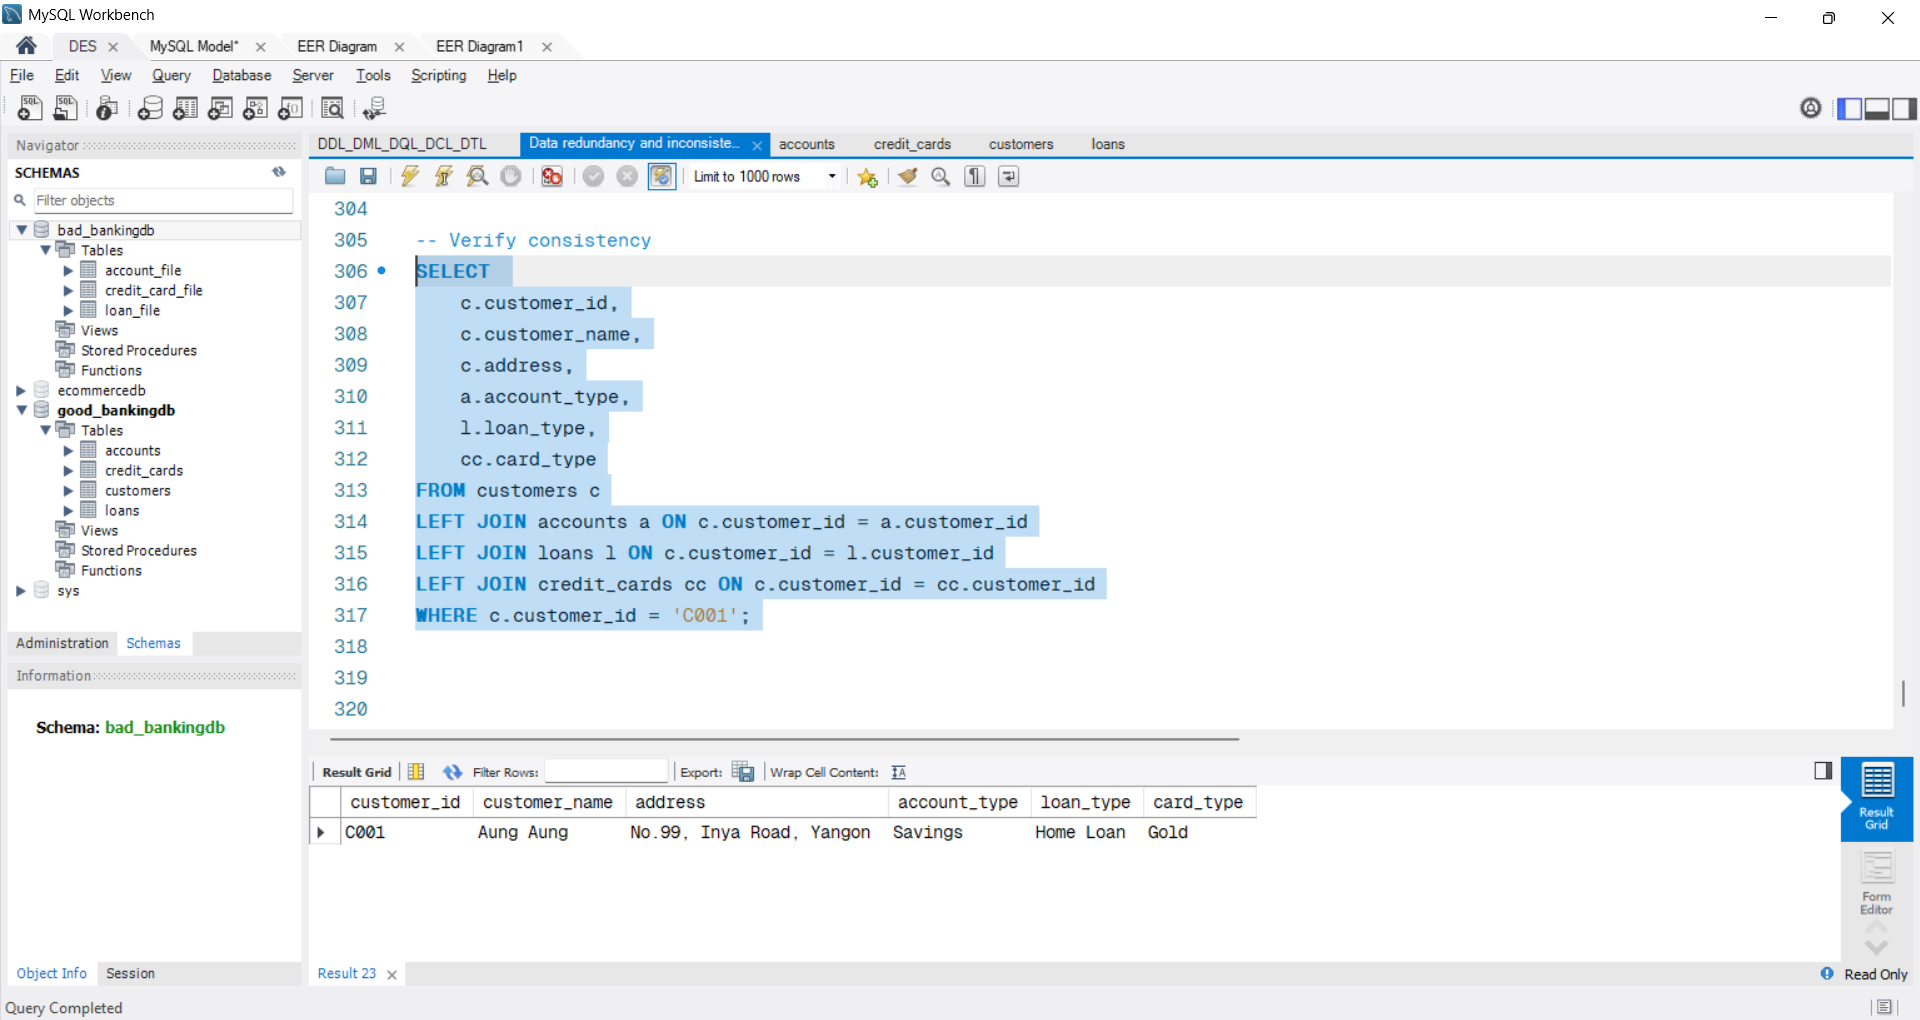 MySQL Workbench
DES
MySQL Model*
EER Diagram
EER Diagram1
File Edit View Query Database Server Tools Scripting Help
Navigator
SCHEMAS
Filter objects
bad_bankingdb
Tables
account_file
credit_card_file
loan_file
Views
Stored Procedures
Functions
ecommercedb
good_bankingdb
Tables
accounts
credit_cards
customers
loans
Views
Stored Procedures
Functions
sys
Administration Schemas
Information
Schema: bad_bankingdb
Object Info Session
DDL_DML_DQL_DCL_DTL
Data redundancy and inconsiste...
accounts
credit_cards
customers
loans
Limit to 1000 rows
304
305 -- Verify consistency
306 SELECT
307 c.customer_id,
308 c.customer_name,
309 c.address,
310 a.account_type,
311 l.loan_type,
312 cc.card_type
313 FROM customers c
314 LEFT JOIN accounts a ON c.customer_id = a.customer_id
315 LEFT JOIN loans l ON c.customer_id = l.customer_id
316 LEFT JOIN credit_cards cc ON c.customer_id = cc.customer_id
317 WHERE c.customer_id = 'C001';
318
319
320
Result Grid Filter Rows: Export: Wrap Cell Content:
customer_id customer_name address account_type loan_type card_type
C001 Aung Aung No.99, Inya Road, Yangon Savings Home Loan Gold
Result
Grid
Form
Editor
Result 23
Read Only
Query Completed